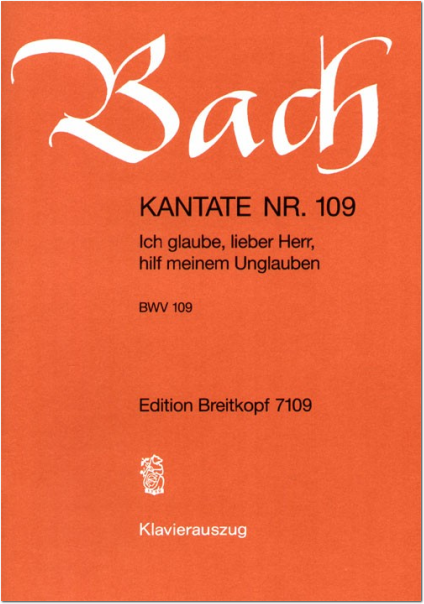 Bach
KANTATE NR. 109
Ich glaube, lieber Herr,
hilf meinem Unglauben
BWV 109
Edition Breitkopf 7109
Klavierauszug